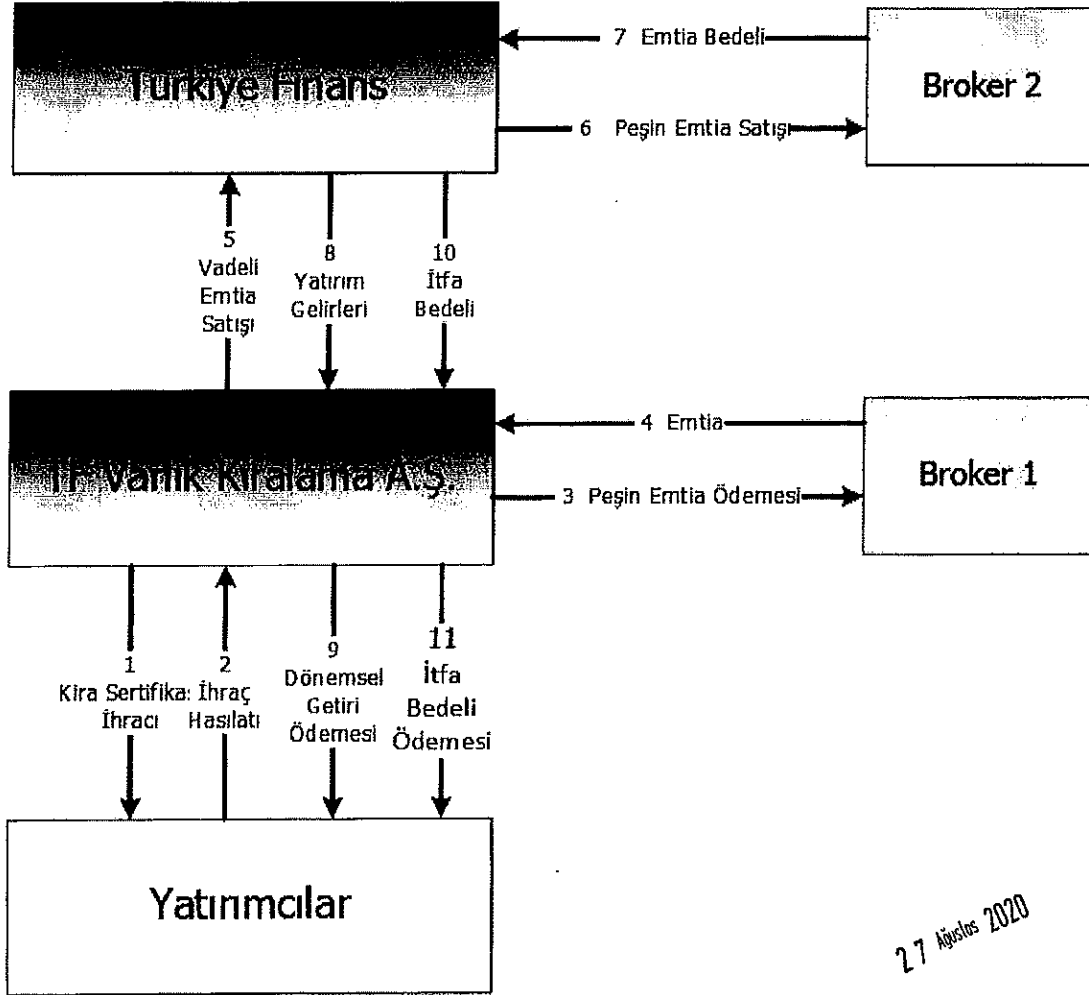 7 Emtia Bedeli
Türkiye Finans
Broker 2
6 Peşin Emtia Satışı
5
Vadeli
Emtia
Satışı
8
Yatırım
Gelirleri
10
İtfa
Bedeli
4 Emtia
TF Varlık Kiralama A.Ş.
Broker 1
3 Peşin Emtia Ödemesi
1
Kira Sertifika:
İhracı
2
İhraç
Hasılatı
9
Dönemsel
Getiri
Ödemesi
11
İtfa
Bedeli
Ödemesi
Yatırımcılar
27 Ağustos 2020